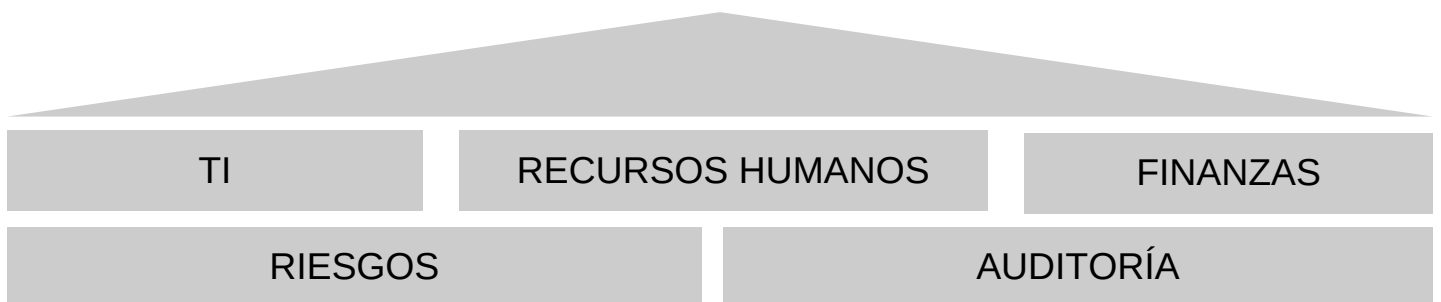 TI
RECURSOS HUMANOS
FINANZAS
RIESGOS
AUDITORÍA